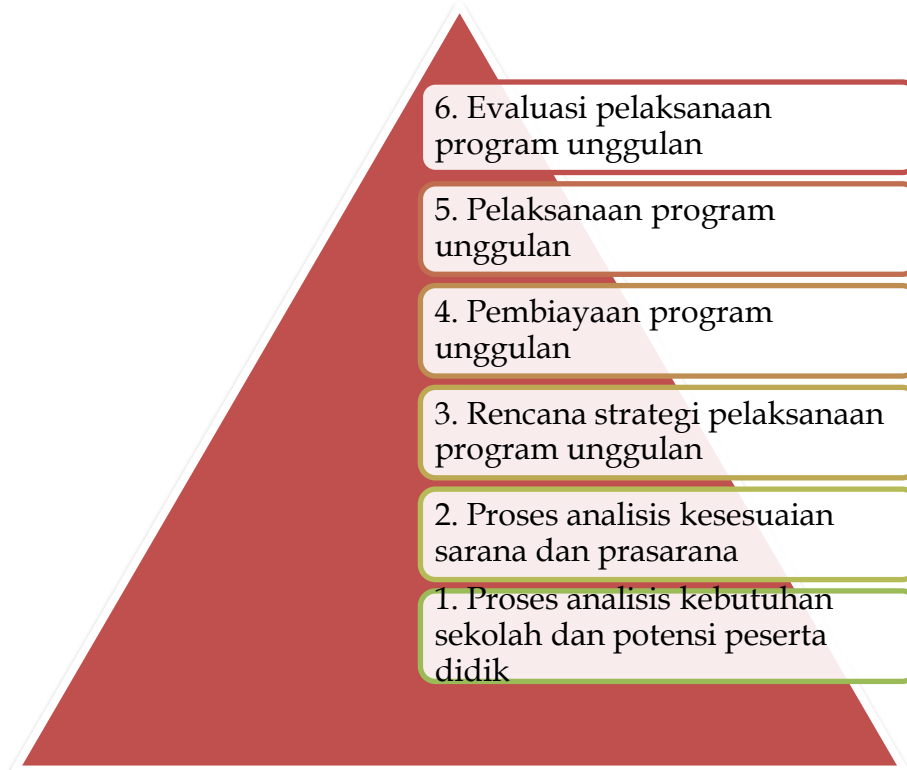 6. Evaluasi pelaksanaan
program unggulan
5. Pelaksanaan program
unggulan
4. Pembiayaan program
unggulan
3. Rencana strategi pelaksanaan
program unggulan
2. Proses analisis kesesuaian
sarana dan prasarana
1. Proses analisis kebutuhan
sekolah dan potensi peserta
didik